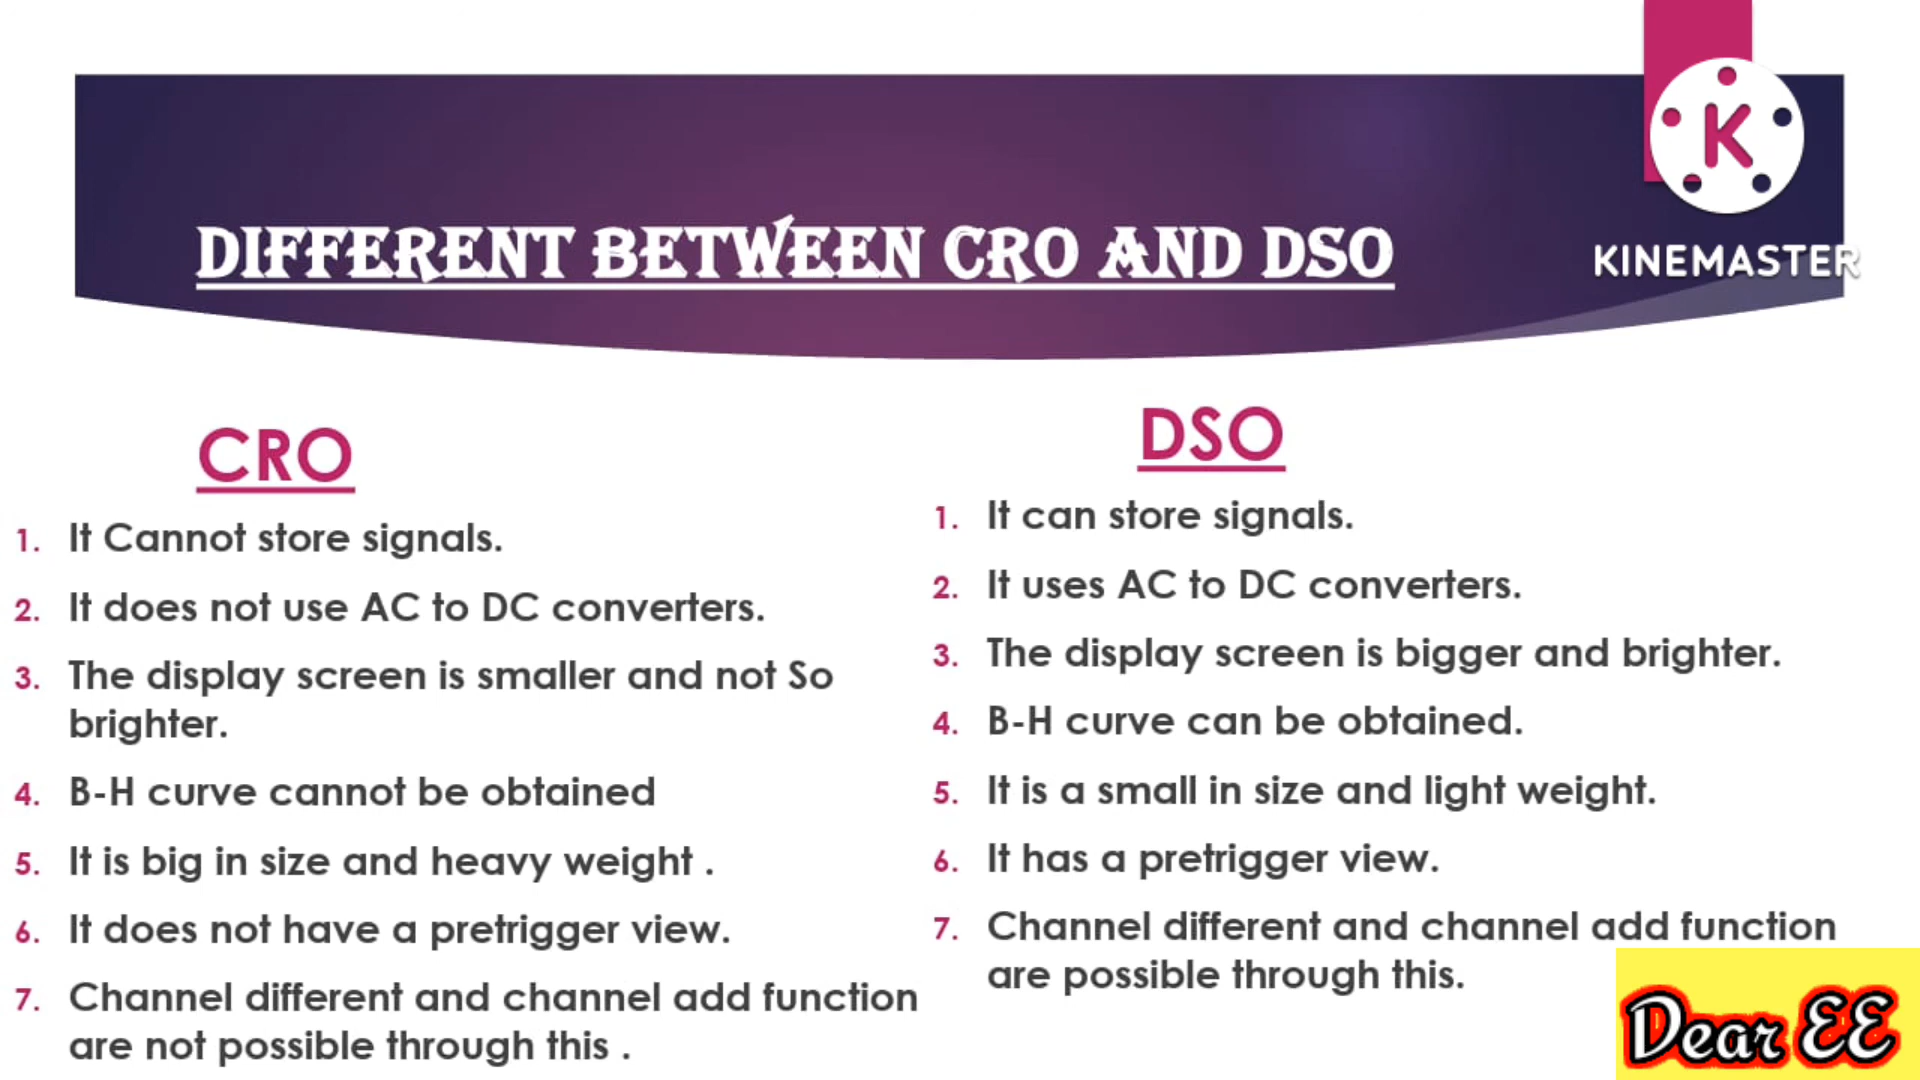 K
KINEMASTER
DIFFERENT BETWEEN CRO AND DSO
CRO
1. It Cannot store signals.
2. It does not use AC to DC converters.
3. The display screen is smaller and not So
brighter.
4. B-H curve cannot be obtained
5. It is big in size and heavy weight .
6. It does not have a pretrigger view.
7. Channel different and channel add function
are not possible through this .
DSO
1. It can store signals.
2. It uses AC to DC converters.
3. The display screen is bigger and brighter.
4. B-H curve can be obtained.
5. It is a small in size and light weight.
6. It has a pretrigger view.
7. Channel different and channel add function
are possible through this.
Dear EE